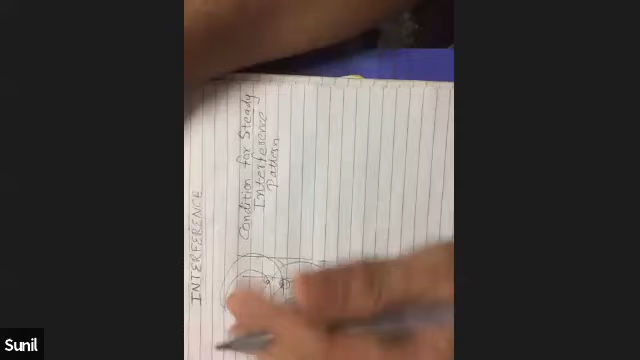 INTERFERENCE
Condition for Steady
Interference
Pattern
Sunil